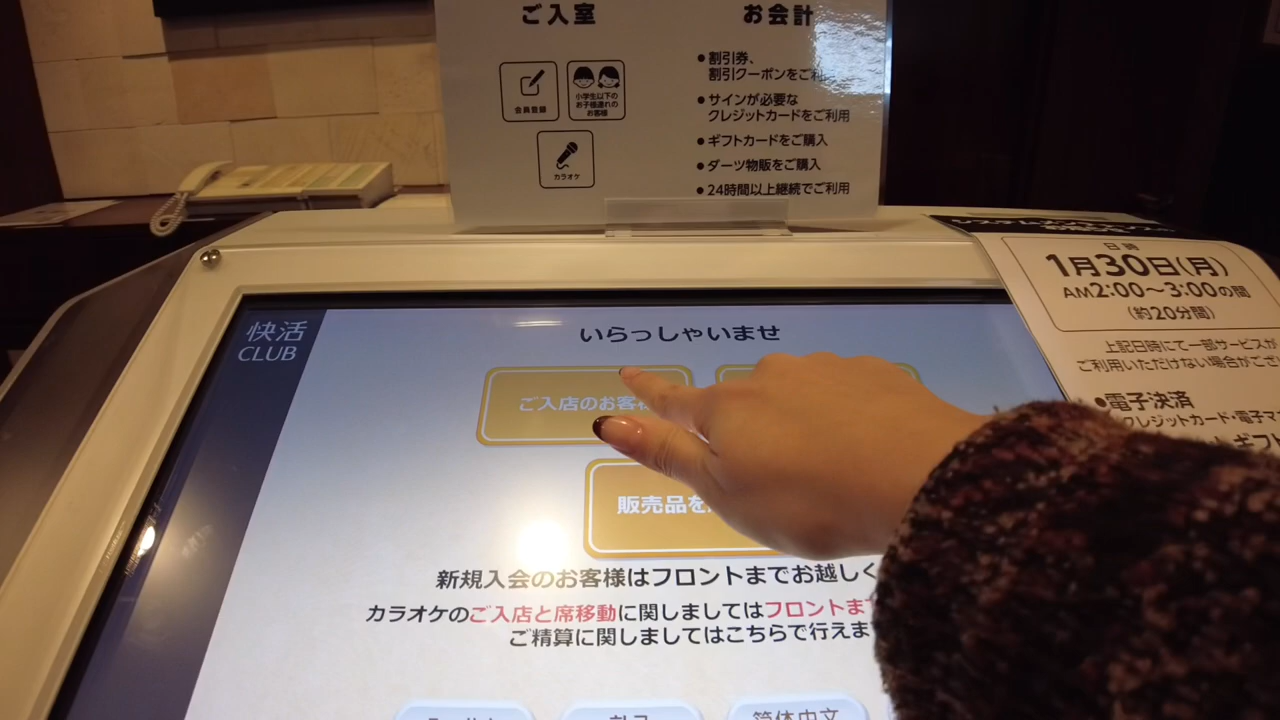 ご入室
会員登録
小学生以下の
お子様連れの
お客様
カラオケ
お会計
●割引券、
割引クーポンをご利
●サインが必要な
クレジットカードをご利用
●ギフトカードをご購入
●ダーツ物販をご購入
●24時間以上継続でご利用
日時
1月30日(月)
AM2:00〜3:00の間
(約20分間)
上記日時にて一部サービスが
ご利用いただけない場合がござ
●電子決済
クレジットカード・電子マ
ギフト
快活
CLUB
いらっしゃいませ
ご入店のお客様
販売品を
新規入会のお客様はフロントまでお越しく
カラオケのご入店と席移動に関しましてはフロントま
ご精算に関しましてはこちらで行えま
简体中文